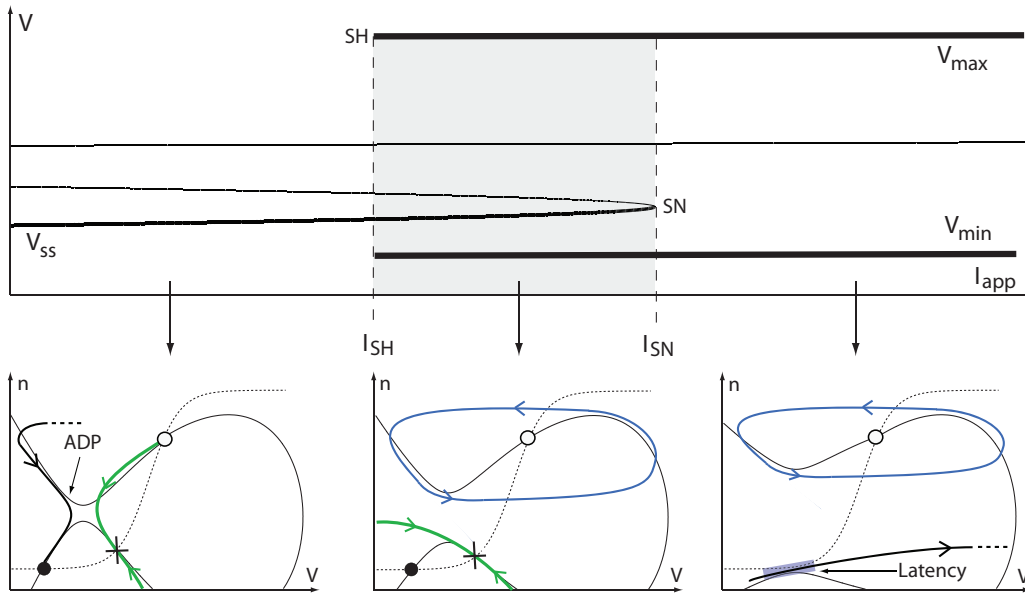 V
SH
V_max
SN
V_ss
V_min
I_app
I_SH
I_SN
n
ADP
V
n
V
n
Latency
V